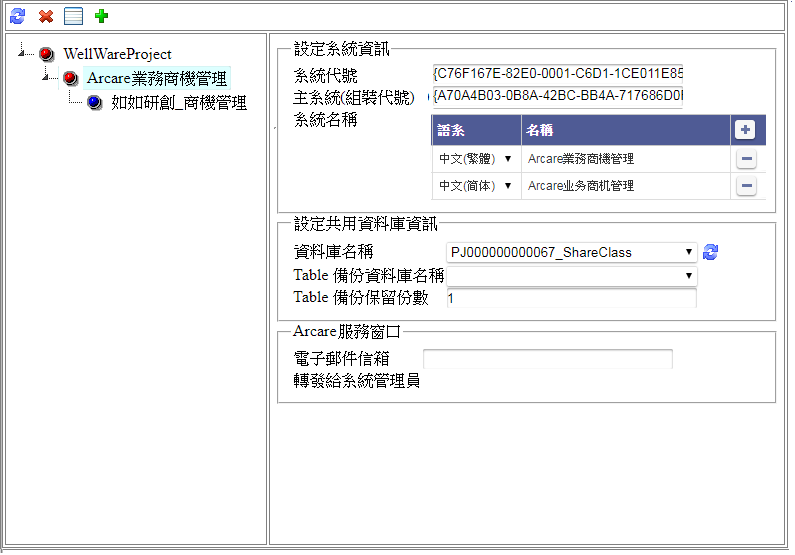 WellWareProject
Arcare業務商機管理
如如研創_商機管理
設定系統資訊
系統代號 {C76F167E-82E0-0001-C6D1-1CE011E85
主系統(組裝代號) ( {A70A4B03-0B8A-42BC-BB4A-717686D0
系統名稱
語系 名稱
中文(繁體) Arcare業務商機管理
中文(简体) Arcare业务商机管理
設定共用資料庫資訊
資料庫名稱 PJ000000000067_ShareClass
Table 備份資料庫名稱
Table 備份保留份數 1
Arcare服務窗口
電子郵件信箱
轉發給系統管理員